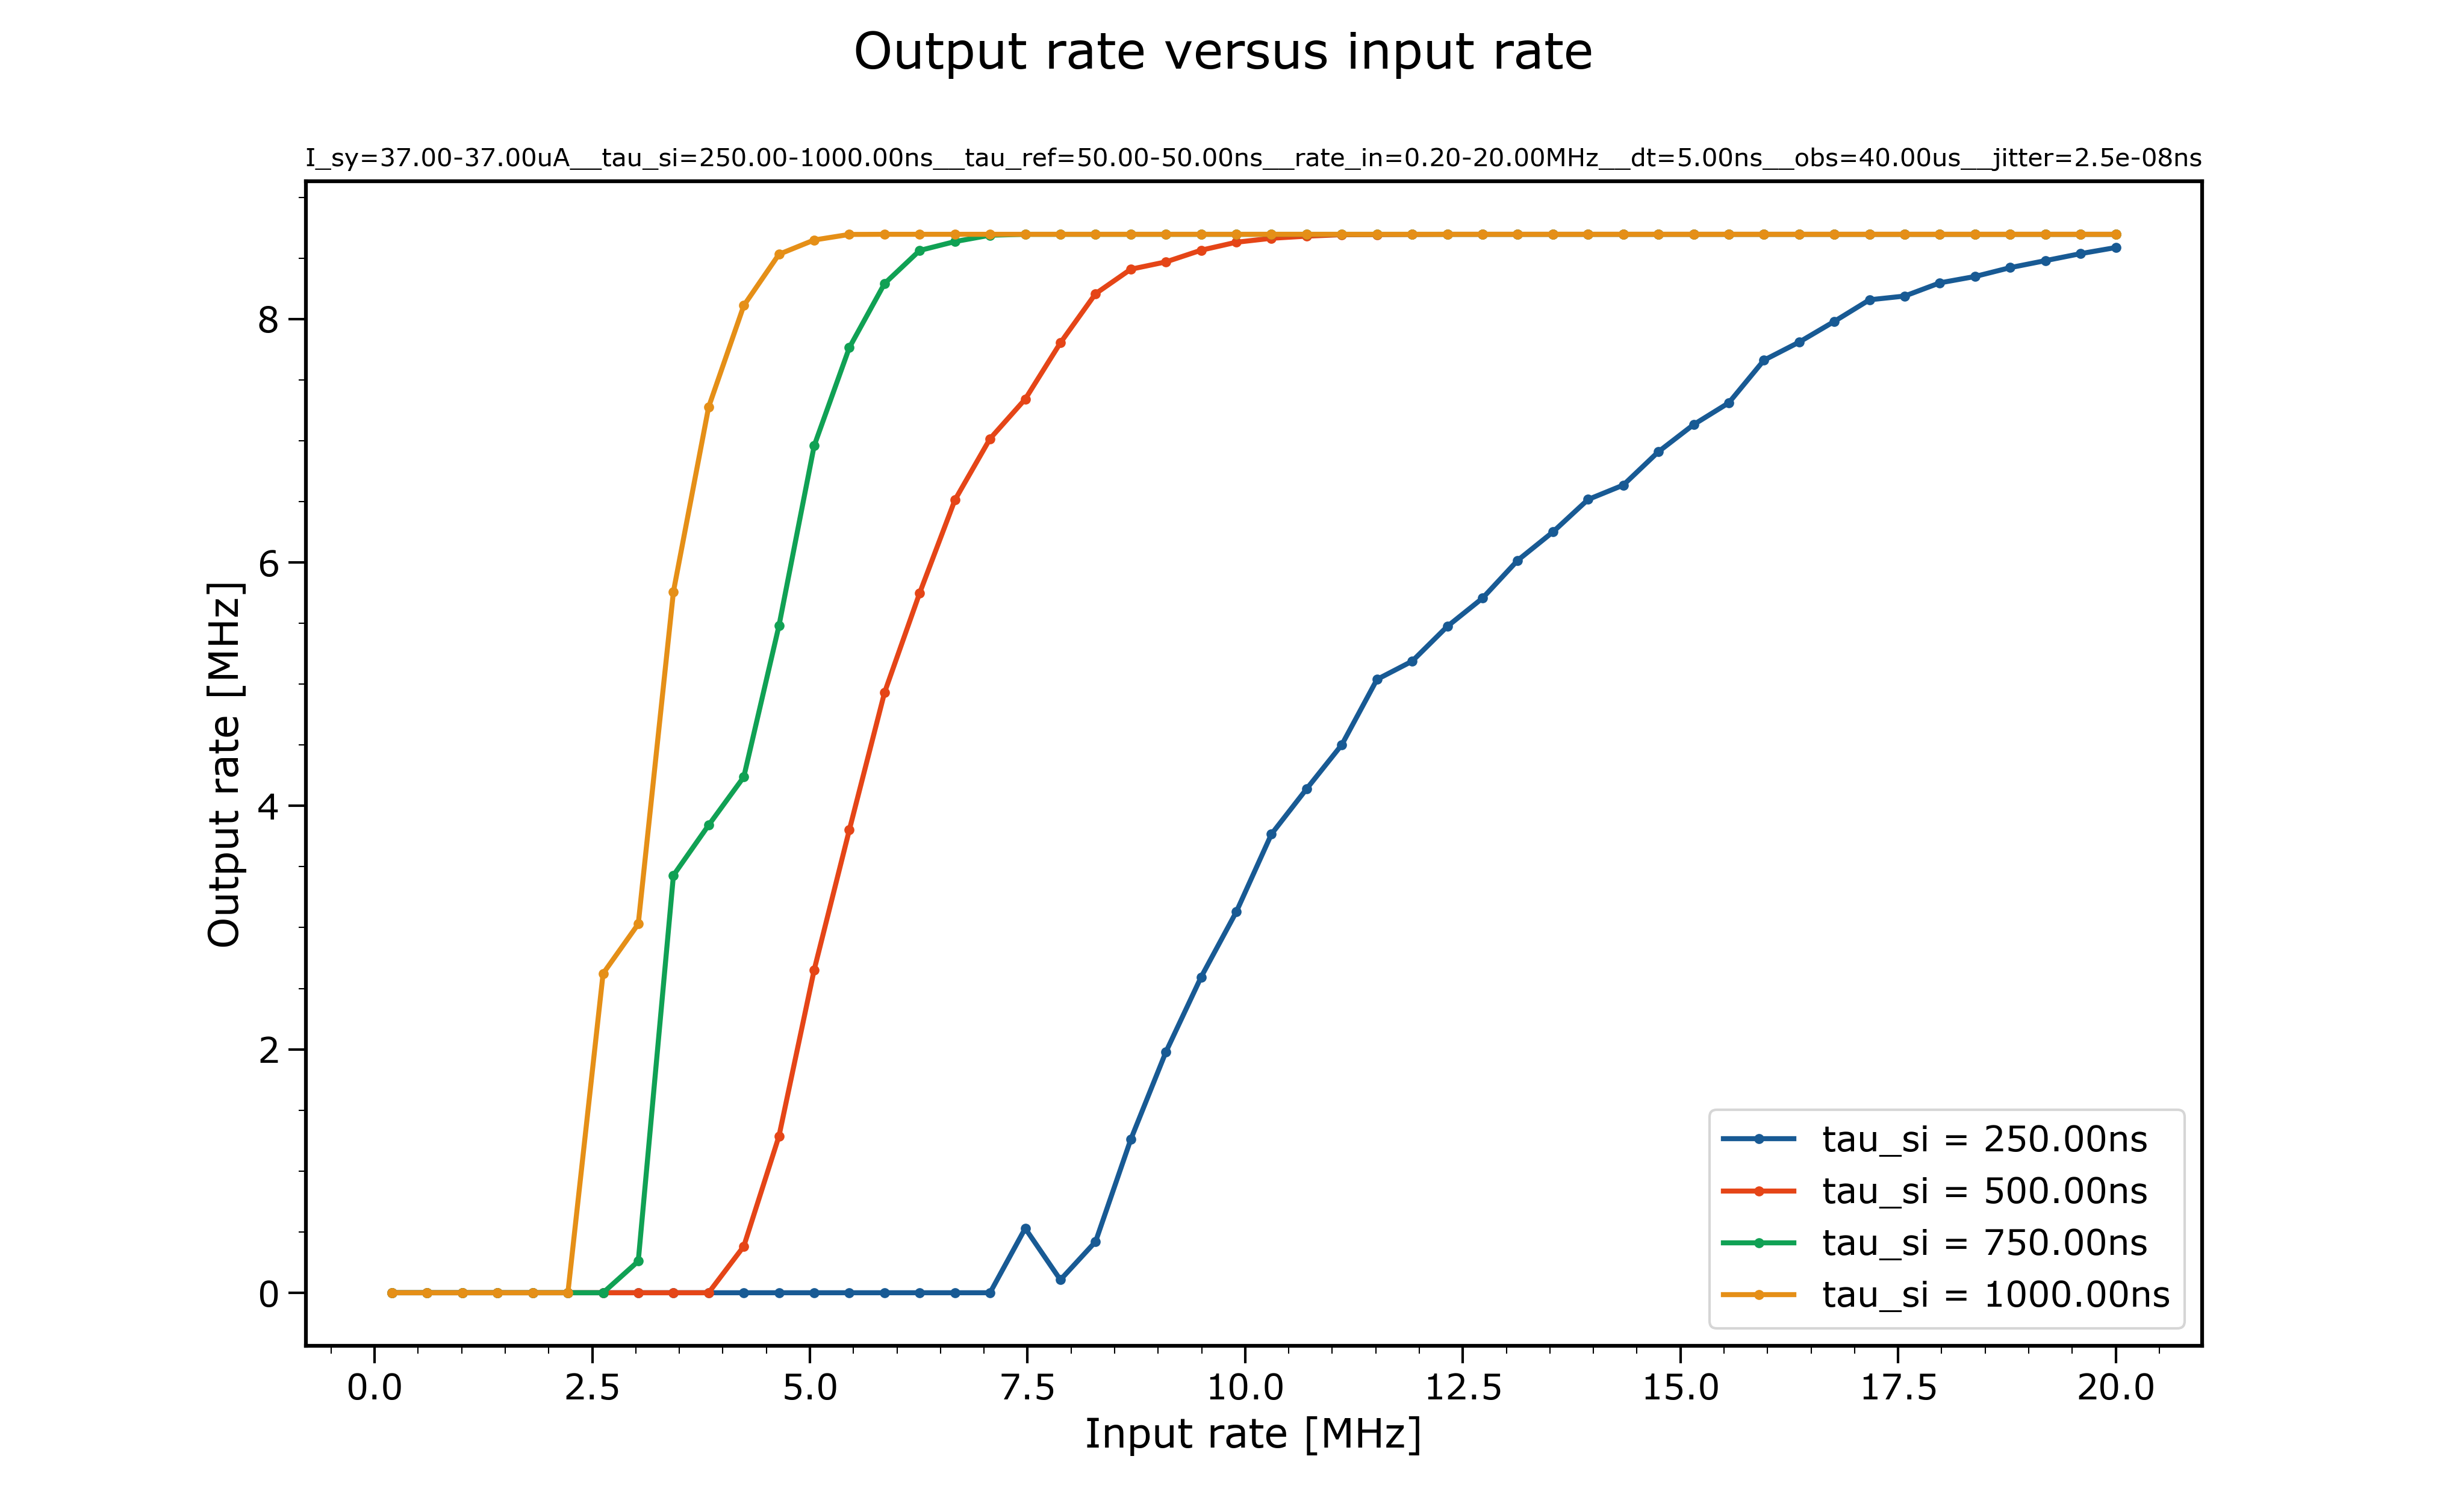 Output rate versus input rate
I_sy=37.00-37.00uA__tau_si=250.00-1000.00ns__tau_ref=50.00-50.00ns__rate_in=0.20-20.00MHz__dt=5.00ns__obs=40.00us__jitter=2.5e-08ns
Output rate [MHz]
8
6
4
2
0
tau_si = 250.00ns
tau_si = 500.00ns
tau_si = 750.00ns
tau_si = 1000.00ns
0.0 2.5 5.0 7.5 10.0 12.5 15.0 17.5 20.0
Input rate [MHz]